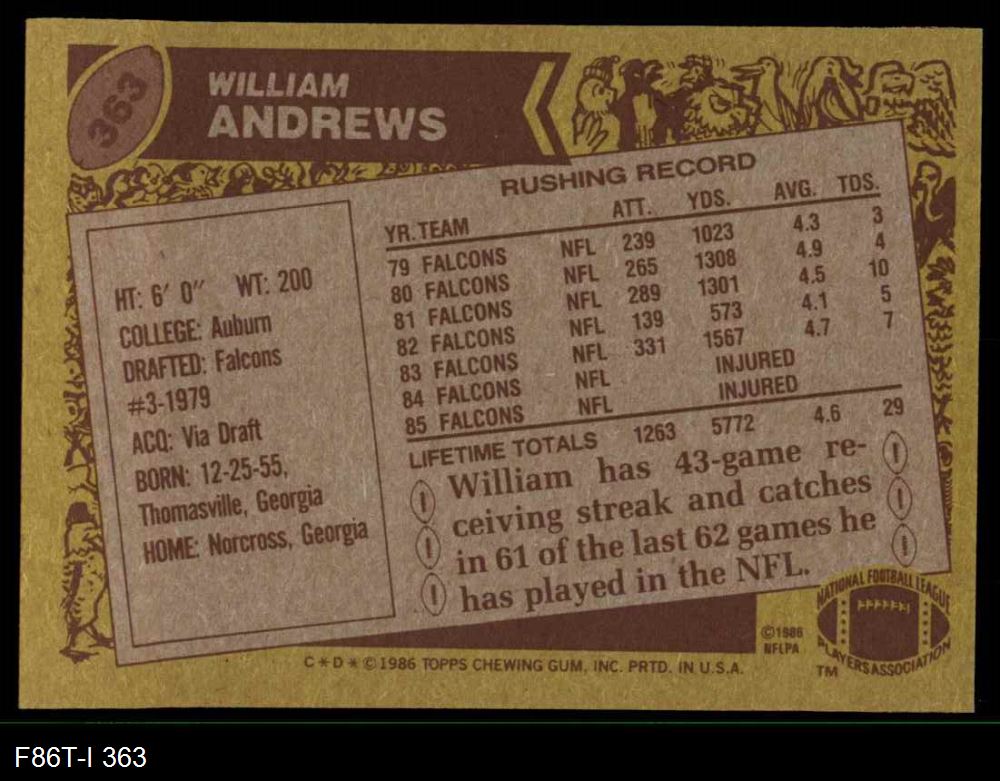 363
WILLIAM
ANDREWS
RUSHING RECORD
YR. TEAM ATT. YDS. AVG. TDS.
79 FALCONS NFL 239 1023 4.3 3
80 FALCONS NFL 265 1308 4.9 4
81 FALCONS NFL 289 1301 4.5 10
82 FALCONS NFL 139 573 4.1 5
83 FALCONS NFL 331 1567 4.7 7
84 FALCONS NFL INJURED
85 FALCONS NFL INJURED
LIFETIME TOTALS 1263 5772 4.6 29
HT: 6′ 0″ WT: 200
COLLEGE: Auburn
DRAFTED: Falcons
#3-1979
ACQ: Via Draft
BORN: 12-25-55,
Thomasville, Georgia
HOME: Norcross, Georgia
William has 43-game re-
ceiving streak and catches
in 61 of the last 62 games he
has played in the NFL.
NATIONAL FOOTBALL LEAGUE
PLAYERS ASSOCIATION
TM
©1986
NFLPA
C*D*©1986 TOPPS CHEWING GUM, INC. PRTD. IN U.S.A.
F86T-I 363